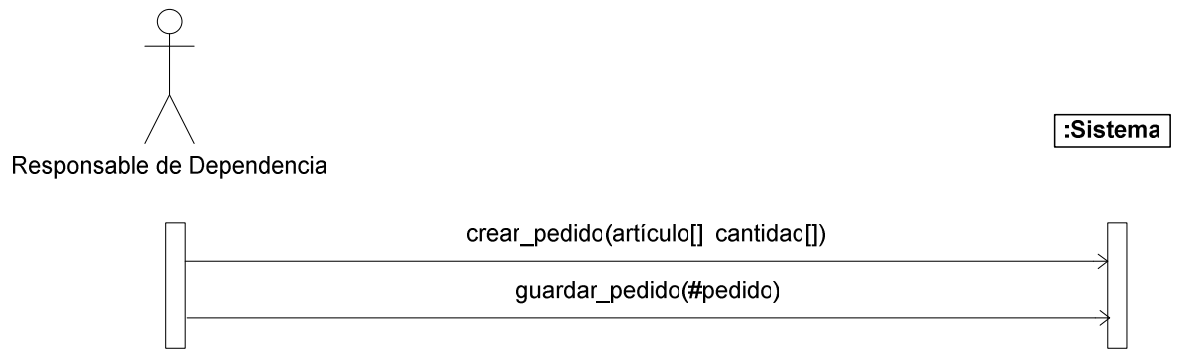 :Sistema
Responsable de Dependencia
crear_pedido(artículo[] cantidad[])
guardar_pedido(#pedido)